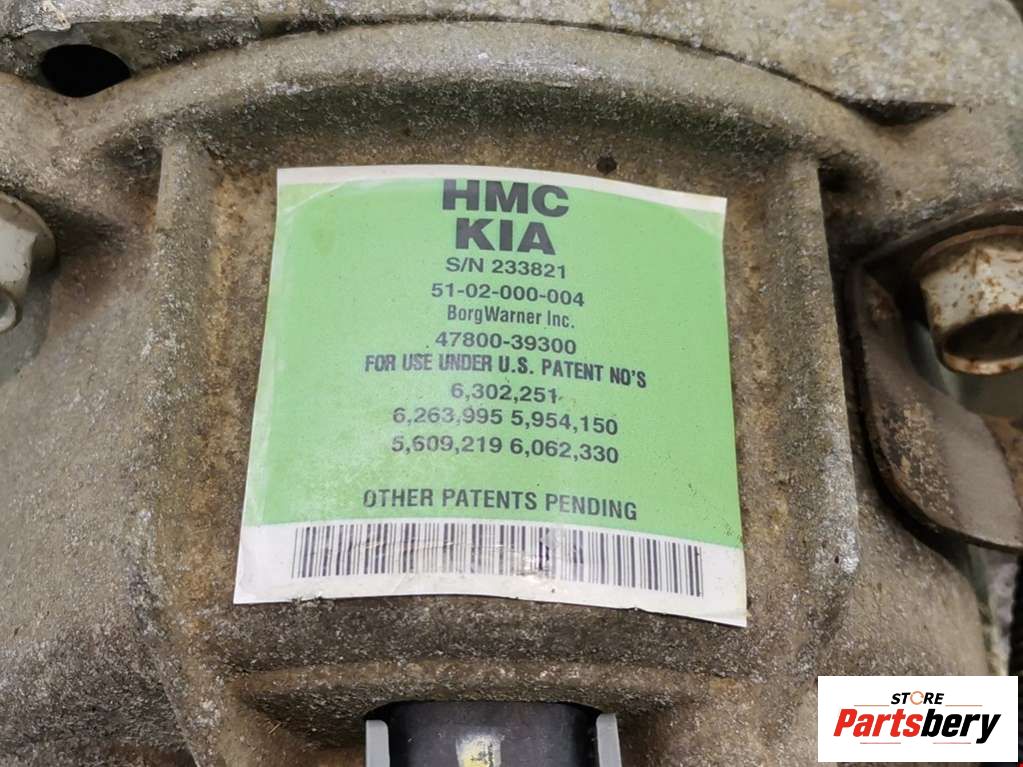 HMC
KIA
S/N 233821
51-02-000-004
BorgWarner Inc.
47800-39300
FOR USE UNDER U.S. PATENT NO'S
6,302,251
6,263,995 5,954,150
5,609,219 6,062,330
OTHER PATENTS PENDING
STORE
Partsbery